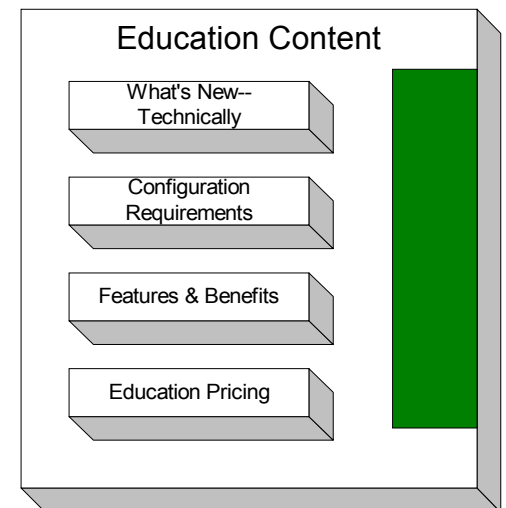 Education Content
What's New--
Technically
Configuration
Requirements
Features & Benefits
Education Pricing